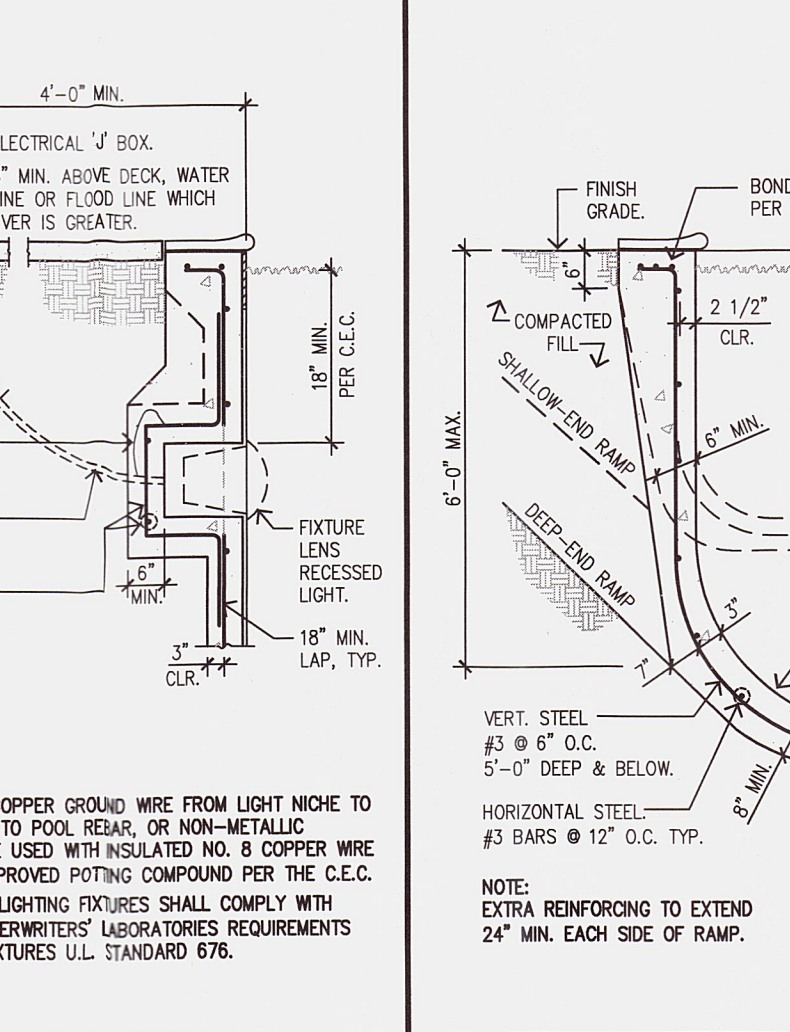 4'-0" MIN.
LECTRICAL 'J' BOX.
" MIN. ABOVE DECK, WATER
INE OR FLOOD LINE WHICH
VER IS GREATER.
18" MIN.
PER C.E.C.
6"
MIN.
FIXTURE
LENS
RECESSED
LIGHT.
18" MIN.
LAP, TYP.
3"
CLR.
OPPER GROUND WIRE FROM LIGHT NICHE TO
TO POOL REBAR, OR NON-METALLIC
USED WITH INSULATED NO. 8 COPPER WIRE
PROVED POTTING COMPOUND PER THE C.E.C.
LIGHTING FIXTURES SHALL COMPLY WITH
ERWRITERS' LABORATORIES REQUIREMENTS
XTURES U.L. STANDARD 676.
FINISH
GRADE.
BOND
PER
6"
2 1/2"
CLR.
COMPACTED
FILL
SHALLOW-END RAMP
6" MIN.
6'-0" MAX.
DEEP-END RAMP
3"
7"
VERT. STEEL
#3 @ 6" O.C.
5'-0" DEEP & BELOW.
8" MIN.
HORIZONTAL STEEL.
#3 BARS @ 12" O.C. TYP.
NOTE:
EXTRA REINFORCING TO EXTEND
24" MIN. EACH SIDE OF RAMP.